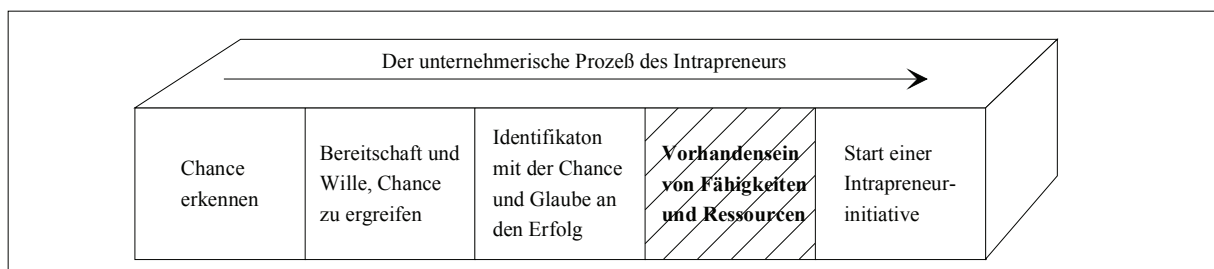 Der unternehmerische Prozeß des Intrapreneurs
Chance
erkennen
Bereitschaft und
Wille, Chance
zu ergreifen
Identifikaton
mit der Chance
und Glaube an
den Erfolg
Vorhandensein
von Fähigkeiten
und Ressourcen
Start einer
Intrapreneur-
initiative